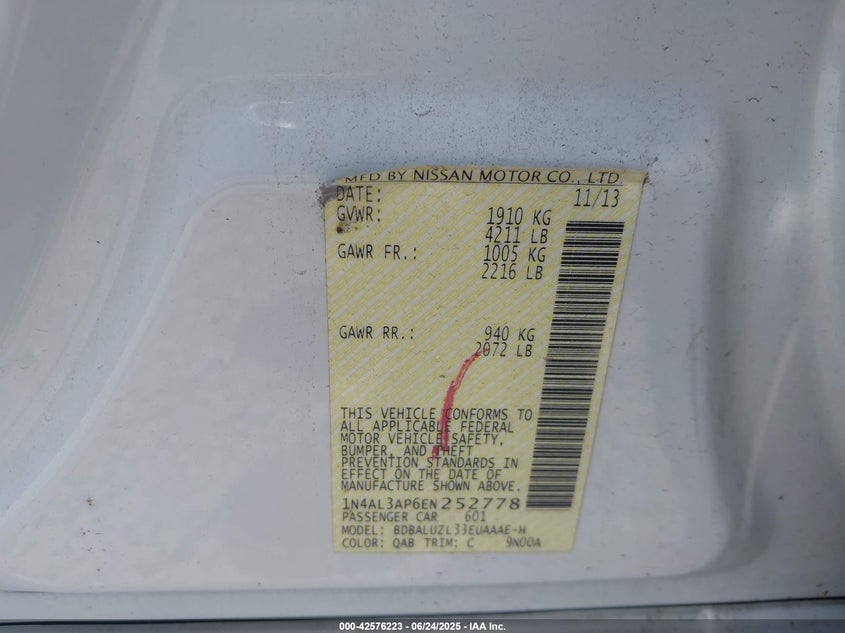 MFD BY NISSAN MOTOR CO., LTD.
DATE: 11/13
GVWR: 1910 KG
4211 LB
GAWR FR.: 1005 KG
2216 LB
GAWR RR.: 940 KG
2072 LB
THIS VEHICLE CONFORMS TO
ALL APPLICABLE FEDERAL
MOTOR VEHICLE SAFETY,
BUMPER, AND THEFT
PREVENTION STANDARDS IN
EFFECT ON THE DATE OF
MANUFACTURE SHOWN ABOVE.
1N4AL3AP6EN252778
PASSENGER CAR 601
MODEL: BDBALUZL33EUAAAE-H
COLOR: QAB TRIM: C 9N00A
000-42576223 - 06/24/2025 - IAA Inc.